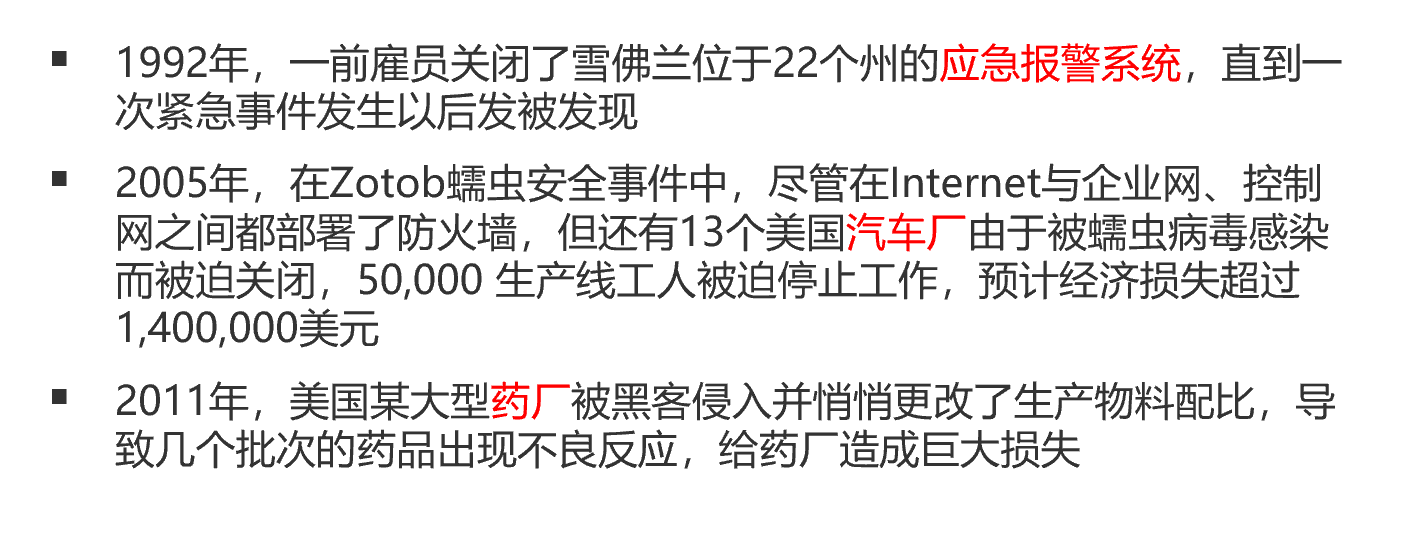 ▪ 1992年，一前雇员关闭了雪佛兰位于22个州的应急报警系统，直到一
次紧急事件发生以后发被发现
▪ 2005年，在Zotob蠕虫安全事件中，尽管在Internet与企业网、控制
网之间都部署了防火墙，但还有13个美国汽车厂由于被蠕虫病毒感染
而被迫关闭，50,000 生产线工人被迫停止工作，预计经济损失超过
1,400,000美元
▪ 2011年，美国某大型药厂被黑客侵入并悄悄更改了生产物料配比，导
致几个批次的药品出现不良反应，给药厂造成巨大损失